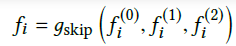 f_i = g_skip ( f_i^(0), f_i^(1), f_i^(2) )